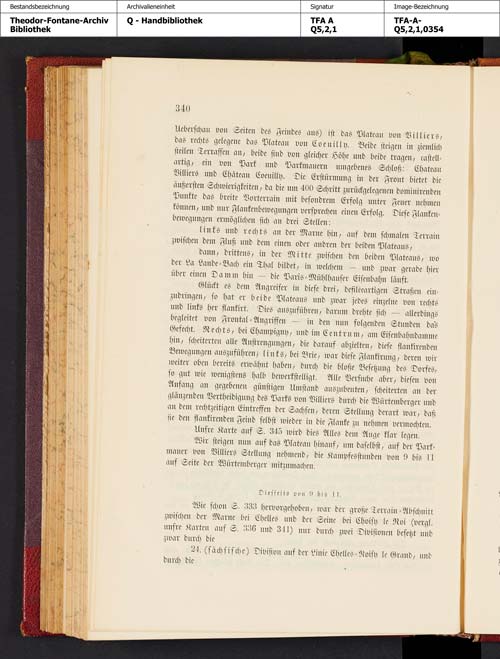 Bestandsbezeichnung Archivalieneinheit Signatur Image-Bezeichnung
Theodor-Fontane-Archiv Q - Handbibliothek TFA A TFA-A-
Bibliothek Q5,2,1 Q5,2,1,0354
340
Ueberschau von Seiten des Feindes aus) ist das Plateau von Villiers,
das rechts gelegene das Plateau von Coeuilly. Beide steigen in ziemlich
steilen Terrassen an, beide sind von gleicher Höhe und beide tragen, castell-
artig, ein von Park und Parkmauern umgebenes Schloß: Chateau
Villiers und Château Coeuilly. Die Erstürmung in der Front bietet die
äußersten Schwierigkeiten, da die um 400 Schritt zurückgelegenen dominirenden
Punkte das breite Vorterrain mit besondrem Erfolg unter Feuer nehmen
können, und nur Flankenbewegungen versprechen einen Erfolg. Diese Flanken-
bewegungen ermöglichen sich an drei Stellen:
links und rechts an der Marne hin, auf dem schmalen Terrain
zwischen dem Fluß und dem einen oder andren der beiden Plateaus,
dann, drittens, in der Mitte zwischen den beiden Plateaus, wo
der La Lande-Bach ein Thal bildet, in welchem — und zwar gerade hier
über einen Damm hin — die Paris-Mühlhauser Eisenbahn läuft.
Glückt es dem Angreifer in diese drei, defiléeartigen Straßen ein-
zudringen, so hat er beide Plateaus und zwar jedes einzelne von rechts
und links her flankirt. Dies auszuführen, darum drehte sich — allerdings
begleitet von Frontal-Angriffen — in den nun folgenden Stunden das
Gefecht. Rechts, bei Champigny, und im Centrum, am Eisenbahndamme
hin, scheiterten alle Anstrengungen, die darauf abzielten, diese flankirenden
Bewegungen auszuführen; links, bei Brie, war diese Flankirung, deren wir
weiter oben bereits erwähnt haben, durch die bloße Besetzung des Dorfes,
so gut wie wenigstens halb bewerkstelligt. Alle Versuche aber, diesen von
Anfang an gegebenen günstigen Umstand auszubeuten, scheiterten an der
glänzenden Vertheidigung des Parks von Villiers durch die Würtemberger und
an dem rechtzeitigen Eintreffen der Sachsen, deren Stellung derart war, daß
sie den flankirenden Feind selbst wieder in die Flanke zu nehmen vermochten.
Unsre Karte auf S. 345 wird dies Alles dem Auge klar legen.
Wir steigen nun auf das Plateau hinauf, um daselbst, auf der Park-
mauer von Villiers Stellung nehmend, die Kampfesstunden von 9 bis 11
auf Seite der Würtemberger mitzumachen.
Diesseits von 9 bis 11.
Wie schon S. 333 hervorgehoben, war der große Terrain-Abschnitt
zwischen der Marne bei Chelles und der Seine bei Choisy le Roi (vergl.
unsre Karten auf S. 336 und 341) nur durch zwei Divisionen besetzt und
zwar durch die
24. (sächsische) Division auf der Linie Chelles-Noisy le Grand, und
durch die